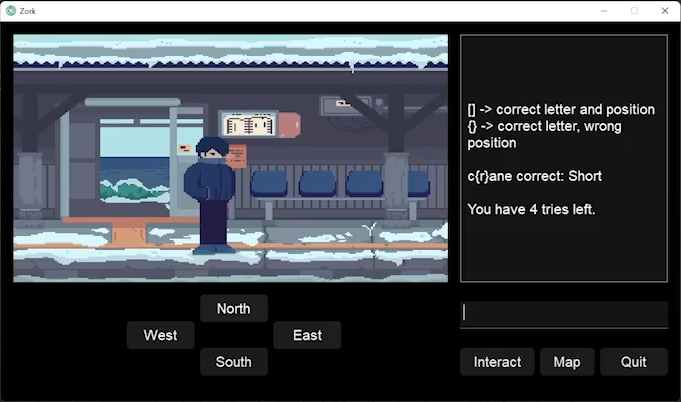 Zork
[] -> correct letter and position
{} -> correct letter, wrong
position
c{r}ane correct: Short
You have 4 tries left.
North
West
East
South
Interact
Map
Quit